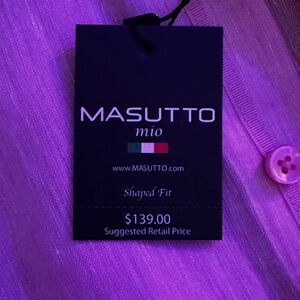 MASUTTO
mio
www.MASUTTO.com
Shaped Fit
$139.00
Suggested Retail Price